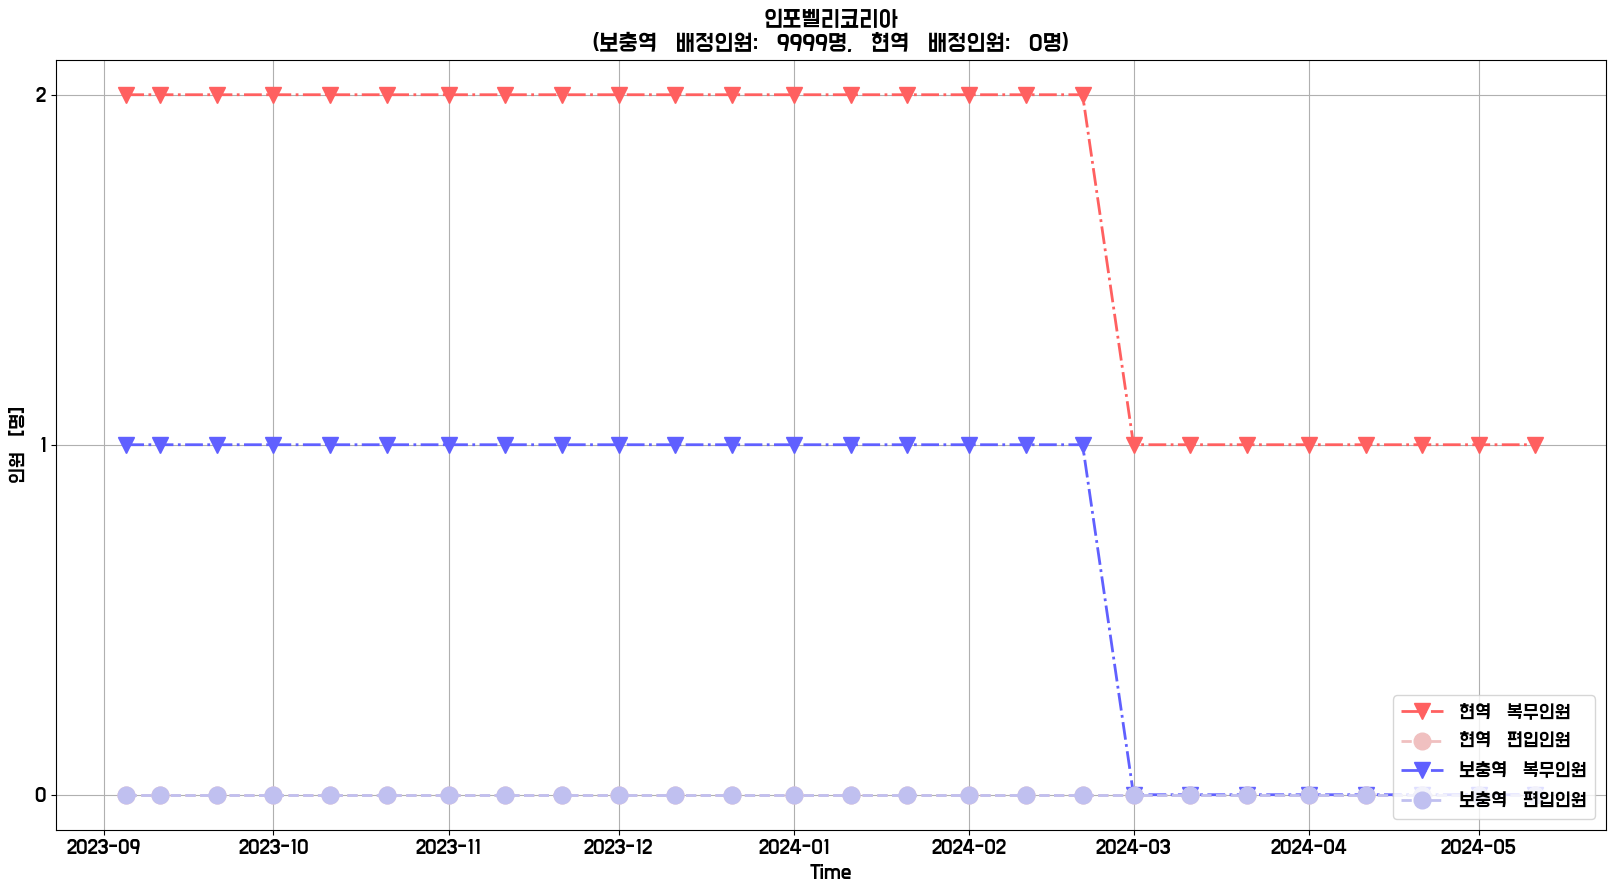 인포벨리코리아
(보충역 배정인원: 9999명, 현역 배정인원: 0명)
인원 [명]
2
1
0
현역 복무인원
현역 편입인원
보충역 복무인원
보충역 편입인원
2023-09 2023-10 2023-11 2023-12 2024-01 2024-02 2024-03 2024-04 2024-05
Time